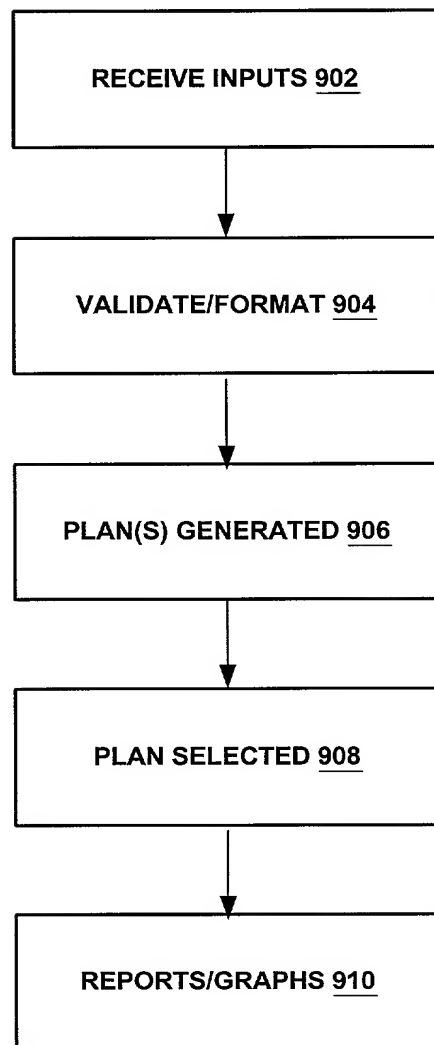 RECEIVE INPUTS 902
VALIDATE/FORMAT 904
PLAN(S) GENERATED 906
PLAN SELECTED 908
REPORTS/GRAPHS 910